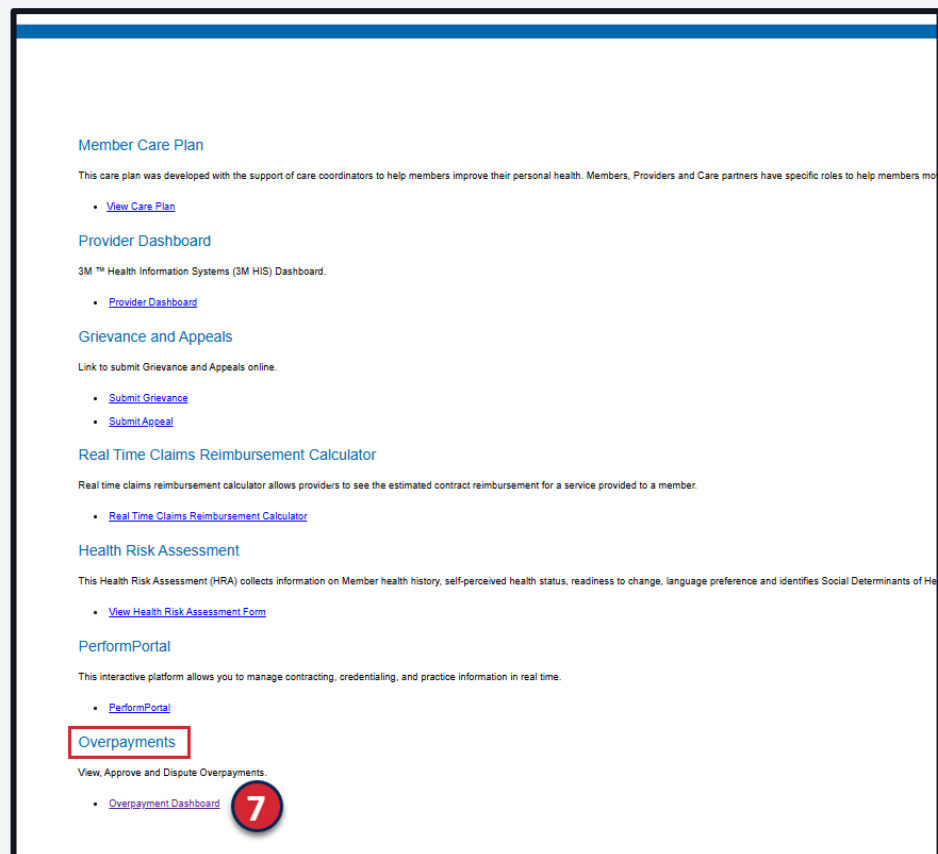 Member Care Plan
This care plan was developed with the support of care coordinators to help members improve their personal health. Members, Providers and Care partners have specific roles to help members mo
• View Care Plan
Provider Dashboard
3M ™ Health Information Systems (3M HIS) Dashboard.
• Provider Dashboard
Grievance and Appeals
Link to submit Grievance and Appeals online.
• Submit Grievance
• Submit Appeal
Real Time Claims Reimbursement Calculator
Real time claims reimbursement calculator allows providers to see the estimated contract reimbursement for a service provided to a member.
• Real Time Claims Reimbursement Calculator
Health Risk Assessment
This Health Risk Assessment (HRA) collects information on Member health history, self-perceived health status, readiness to change, language preference and identifies Social Determinants of He
• View Health Risk Assessment Form
PerformPortal
This interactive platform allows you to manage contracting, credentialing, and practice information in real time.
• PerformPortal
Overpayments
View, Approve and Dispute Overpayments.
• Overpayment Dashboard 7